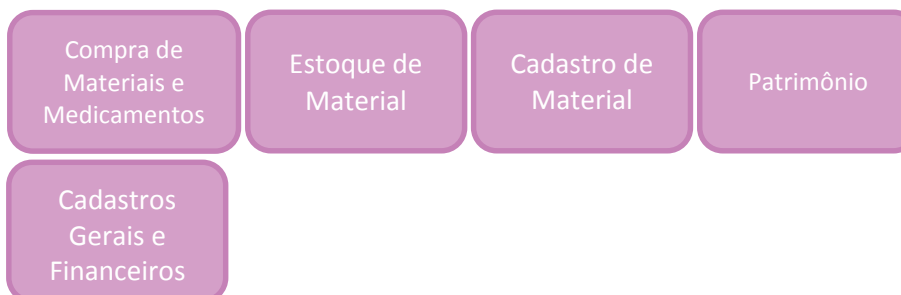 Compra de
Materiais e
Medicamentos
Estoque de
Material
Cadastro de
Material
Patrimônio
Cadastros
Gerais e
Financeiros